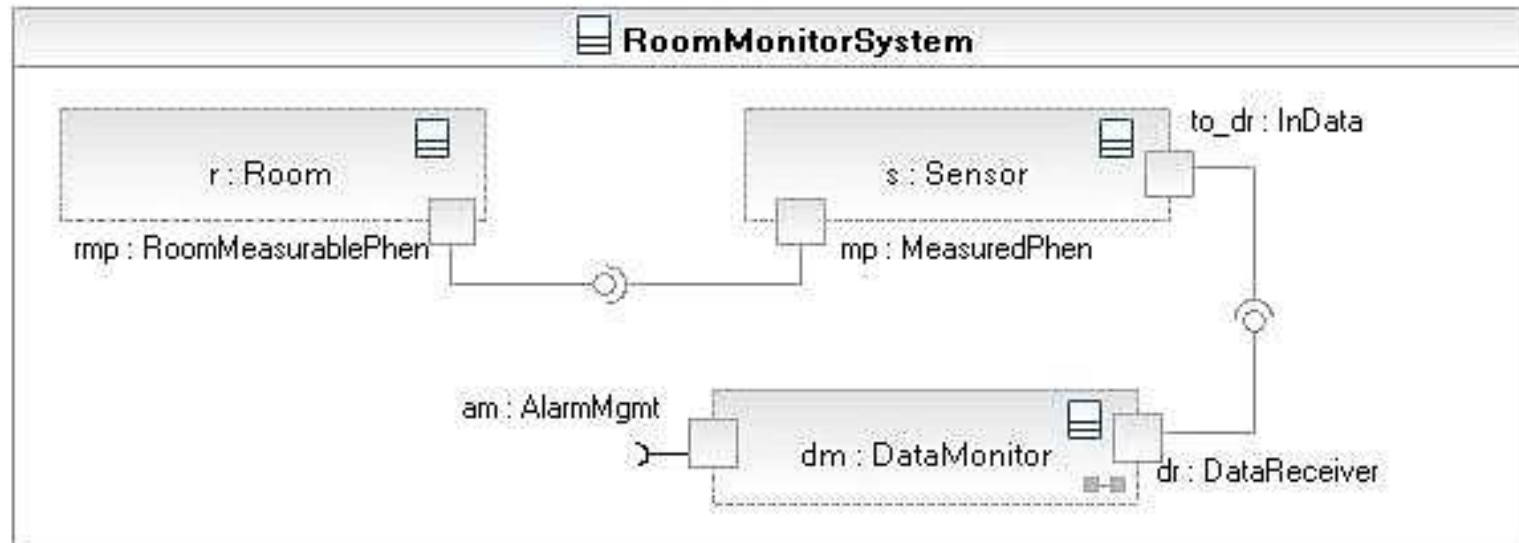 RoomMonitorSystem
r : Room
s : Sensor
to_dr : InData
rmp : RoomMeasurablePhen
mp : MeasuredPhen
am : AlarmMgmt
dm : DataMonitor
dr : DataReceiver